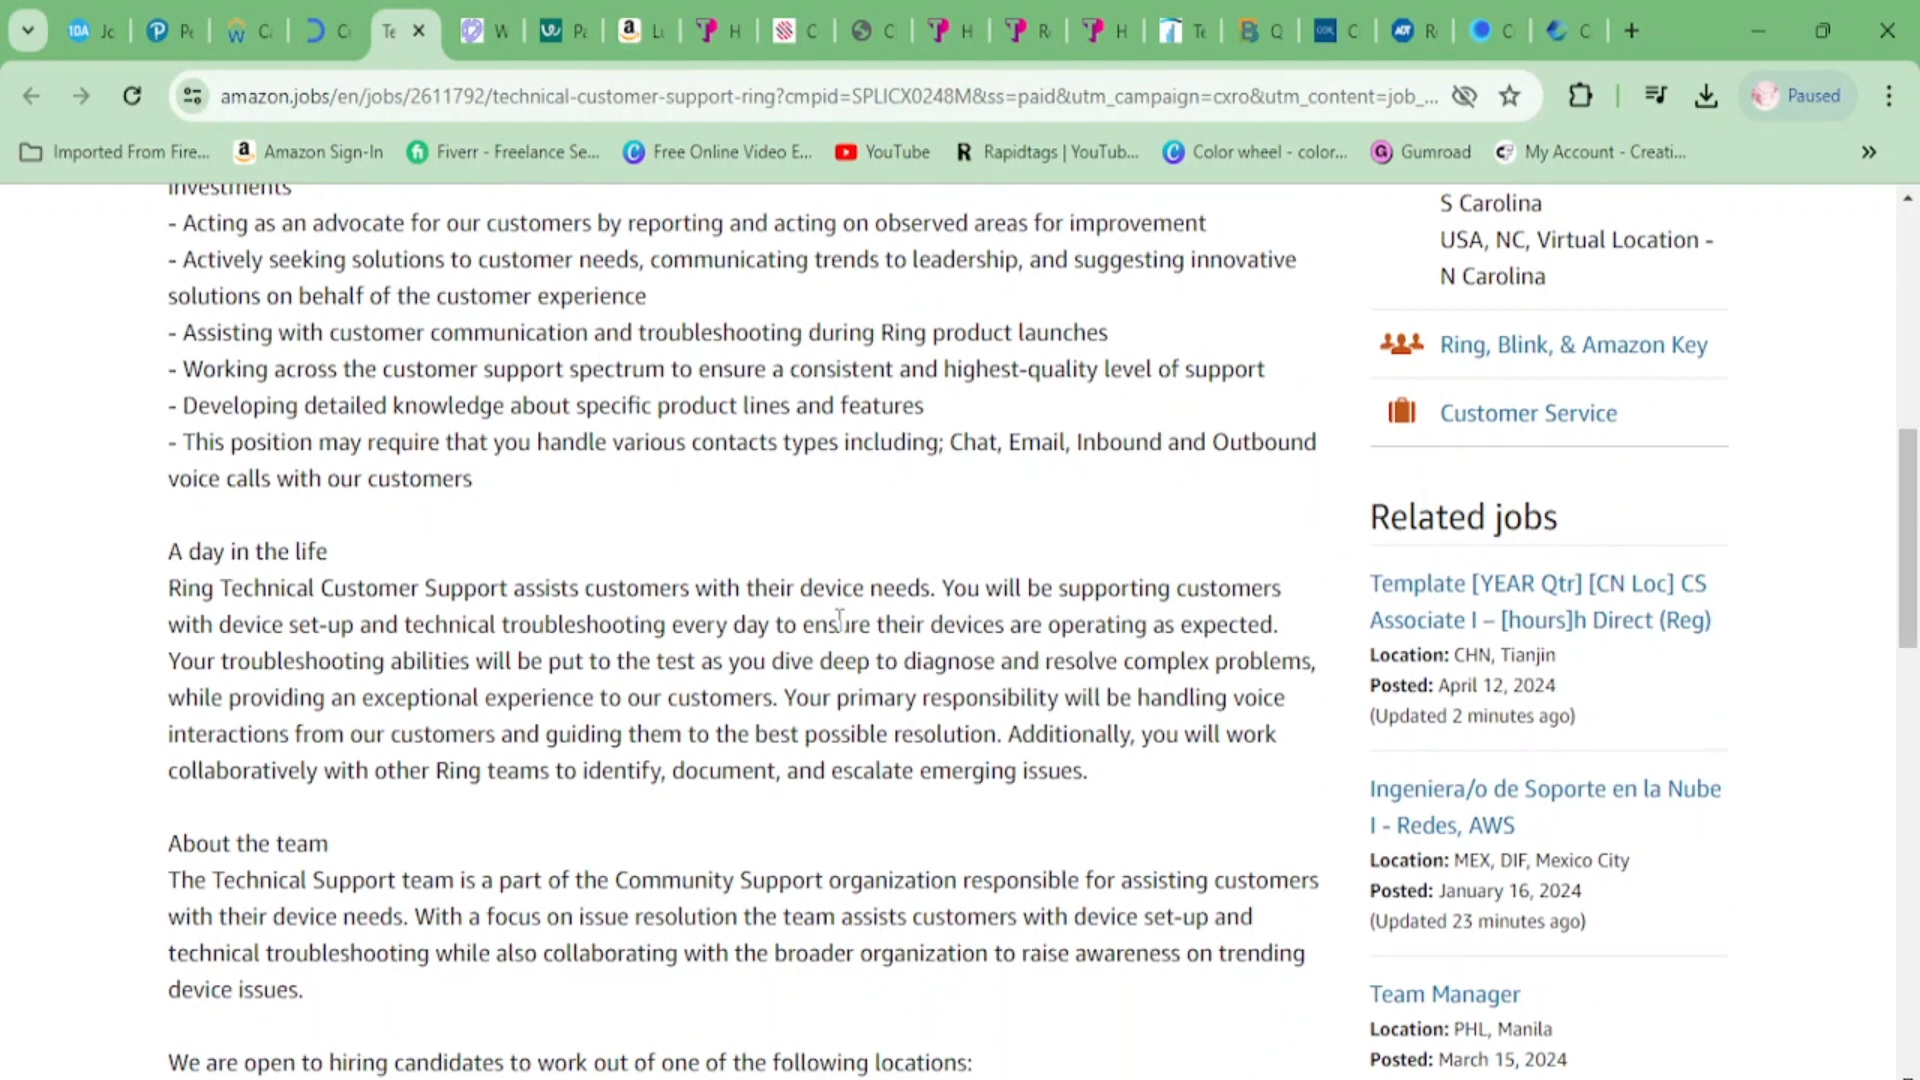 Jc
Pe
C
C
Te
W
Pa
L
H
C
C
H
R
H
Te
Q
C
R
C
C
amazon.jobs/en/jobs/2611792/technical-customer-support-ring?cmpid=SPLICX0248M&ss=paid&utm_campaign=cxro&utm_content=job_...
Paused
Imported From Fire...
Amazon Sign-In
Fiverr - Freelance Se...
Free Online Video E...
YouTube
Rapidtags | YouTub...
Color wheel - color...
Gumroad
My Account - Creati...
investments
- Acting as an advocate for our customers by reporting and acting on observed areas for improvement
- Actively seeking solutions to customer needs, communicating trends to leadership, and suggesting innovative
solutions on behalf of the customer experience
- Assisting with customer communication and troubleshooting during Ring product launches
- Working across the customer support spectrum to ensure a consistent and highest-quality level of support
- Developing detailed knowledge about specific product lines and features
- This position may require that you handle various contacts types including; Chat, Email, Inbound and Outbound
voice calls with our customers
A day in the life
Ring Technical Customer Support assists customers with their device needs. You will be supporting customers
with device set-up and technical troubleshooting every day to ensure their devices are operating as expected.
Your troubleshooting abilities will be put to the test as you dive deep to diagnose and resolve complex problems,
while providing an exceptional experience to our customers. Your primary responsibility will be handling voice
interactions from our customers and guiding them to the best possible resolution. Additionally, you will work
collaboratively with other Ring teams to identify, document, and escalate emerging issues.
About the team
The Technical Support team is a part of the Community Support organization responsible for assisting customers
with their device needs. With a focus on issue resolution the team assists customers with device set-up and
technical troubleshooting while also collaborating with the broader organization to raise awareness on trending
device issues.
We are open to hiring candidates to work out of one of the following locations:
S Carolina
USA, NC, Virtual Location -
N Carolina
Ring, Blink, & Amazon Key
Customer Service
Related jobs
Template [YEAR Qtr] [CN Loc] CS
Associate I – [hours]h Direct (Reg)
Location: CHN, Tianjin
Posted: April 12, 2024
(Updated 2 minutes ago)
Ingeniera/o de Soporte en la Nube
I - Redes, AWS
Location: MEX, DIF, Mexico City
Posted: January 16, 2024
(Updated 23 minutes ago)
Team Manager
Location: PHL, Manila
Posted: March 15, 2024